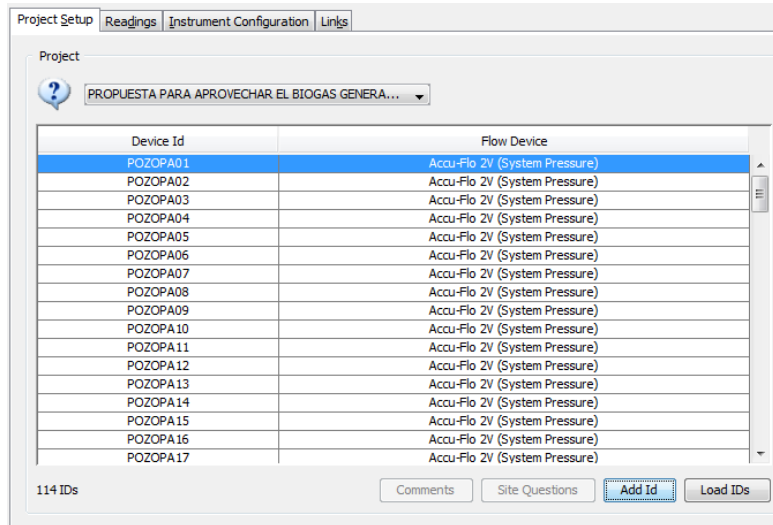 Project Setup Readings Instrument Configuration Links
Project
?
PROPUESTA PARA APROVECHAR EL BIOGAS GENERA...
Device Id Flow Device
POZOPA01 Accu-Flo 2V (System Pressure)
POZOPA02 Accu-Flo 2V (System Pressure)
POZOPA03 Accu-Flo 2V (System Pressure)
POZOPA04 Accu-Flo 2V (System Pressure)
POZOPA05 Accu-Flo 2V (System Pressure)
POZOPA06 Accu-Flo 2V (System Pressure)
POZOPA07 Accu-Flo 2V (System Pressure)
POZOPA08 Accu-Flo 2V (System Pressure)
POZOPA09 Accu-Flo 2V (System Pressure)
POZOPA10 Accu-Flo 2V (System Pressure)
POZOPA11 Accu-Flo 2V (System Pressure)
POZOPA12 Accu-Flo 2V (System Pressure)
POZOPA13 Accu-Flo 2V (System Pressure)
POZOPA14 Accu-Flo 2V (System Pressure)
POZOPA15 Accu-Flo 2V (System Pressure)
POZOPA16 Accu-Flo 2V (System Pressure)
POZOPA17 Accu-Flo 2V (System Pressure)
114 IDs Comments Site Questions Add Id Load IDs